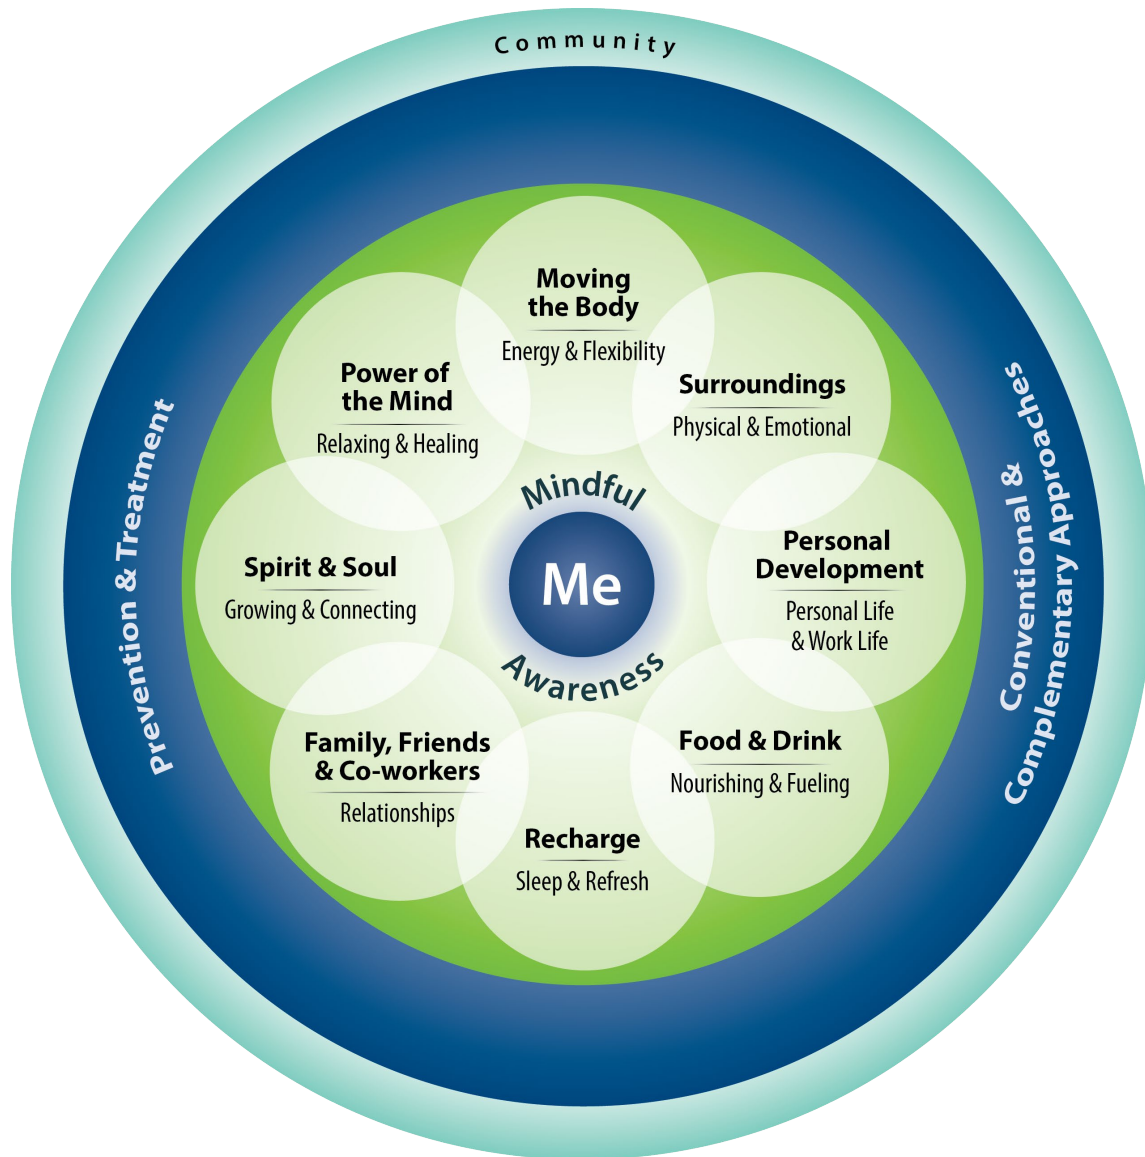 Community
Moving
the Body
Energy & Flexibility
Surroundings
Physical & Emotional
Personal
Development
Personal Life
& Work Life
Food & Drink
Nourishing & Fueling
Recharge
Sleep & Refresh
Family, Friends
& Co-workers
Relationships
Spirit & Soul
Growing & Connecting
Power of
the Mind
Relaxing & Healing
Mindful
Me
Awareness
Prevention & Treatment
Conventional &
Complementary Approaches